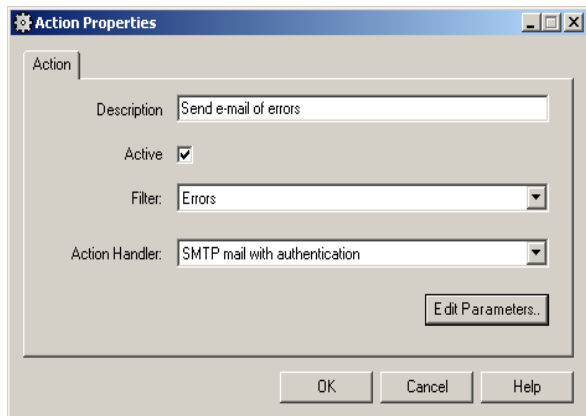 Action Properties
Action
Description Send e-mail of errors
Active
Filter: Errors
Action Handler: SMTP mail with authentication
Edit Parameters..
OK Cancel Help